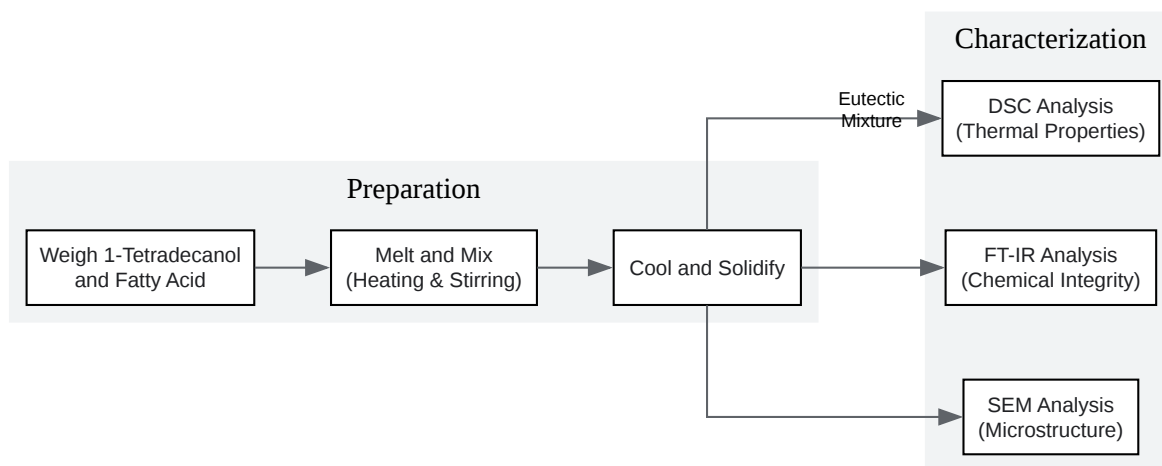 Characterization
Eutectic
Mixture
DSC Analysis
(Thermal Properties)
Preparation
Weigh 1-Tetradecanol
and Fatty Acid
Melt and Mix
(Heating & Stirring)
Cool and Solidify
FT-IR Analysis
(Chemical Integrity)
SEM Analysis
(Microstructure)